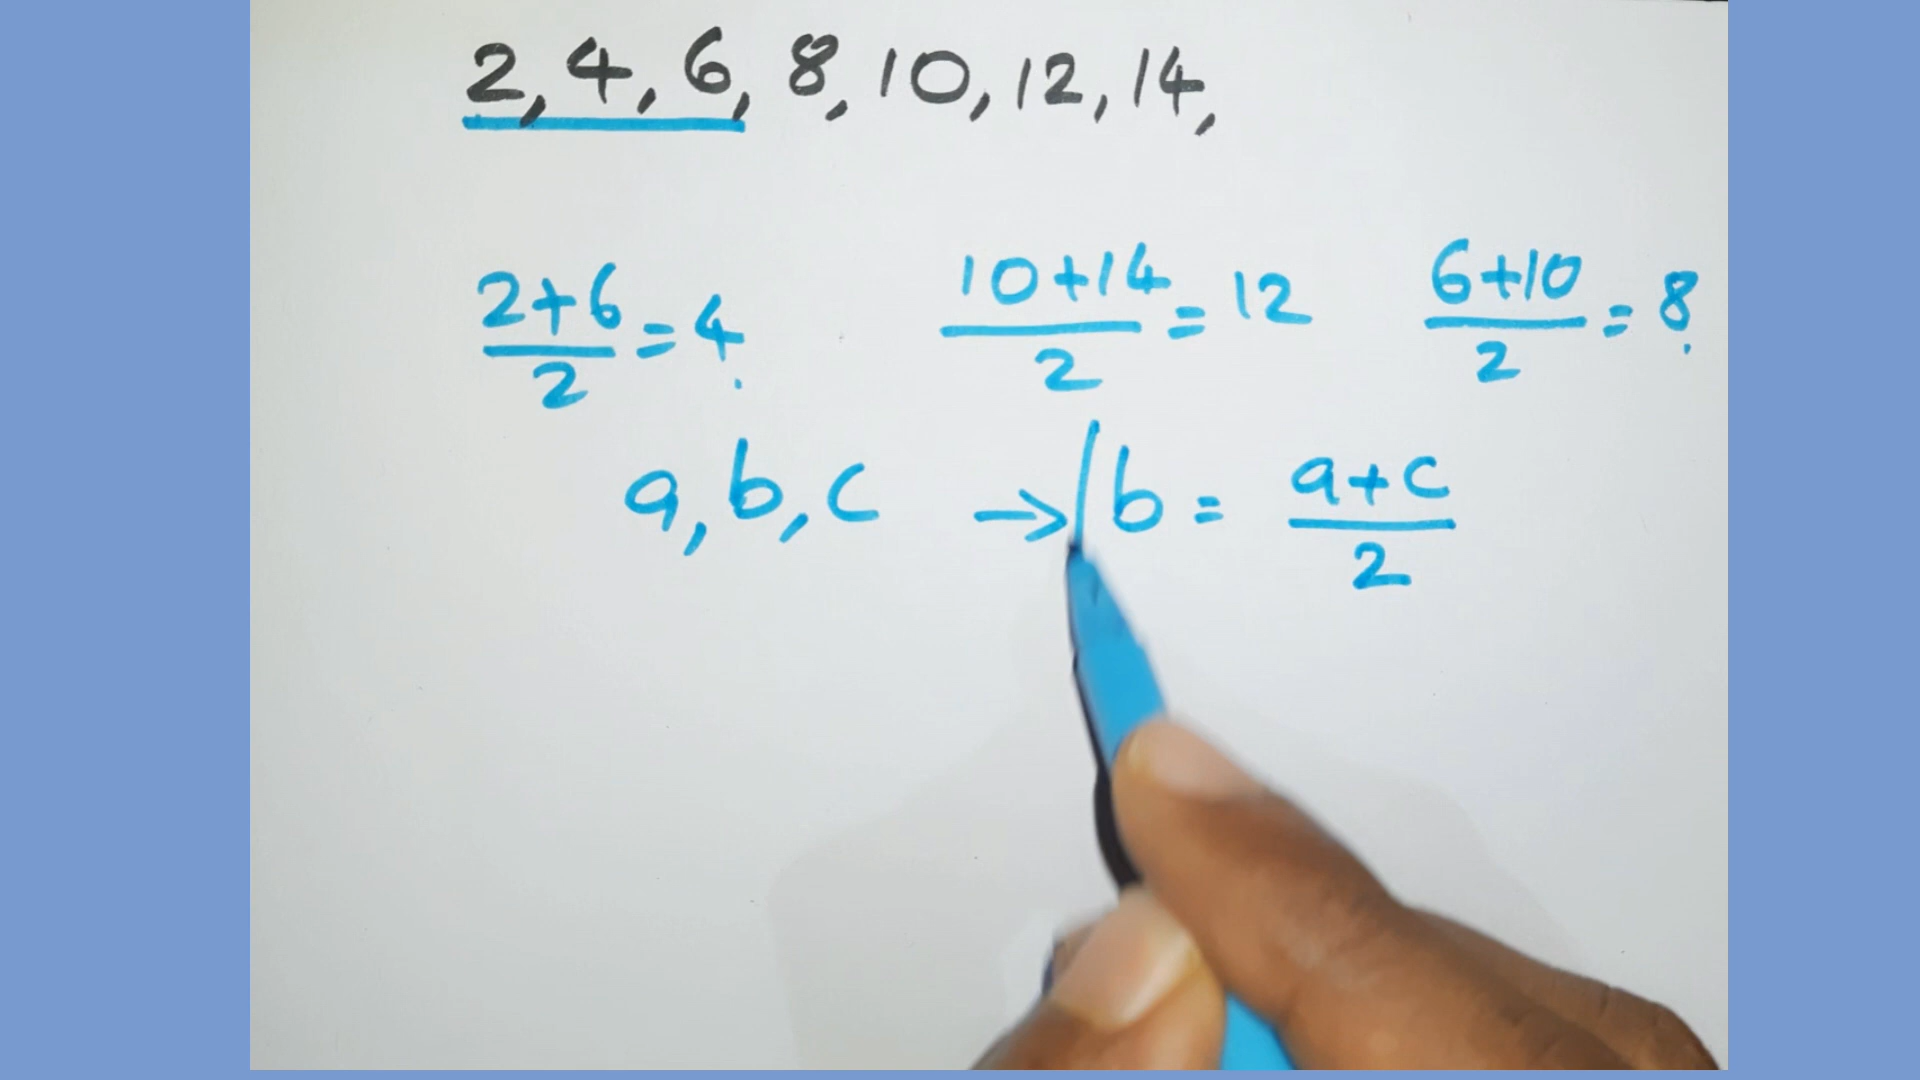 2, 4, 6, 8, 10, 12, 14,
2+6/2 = 4. 10+14/2 = 12 6+10/2 = 8.
a, b, c → b = a+c/2